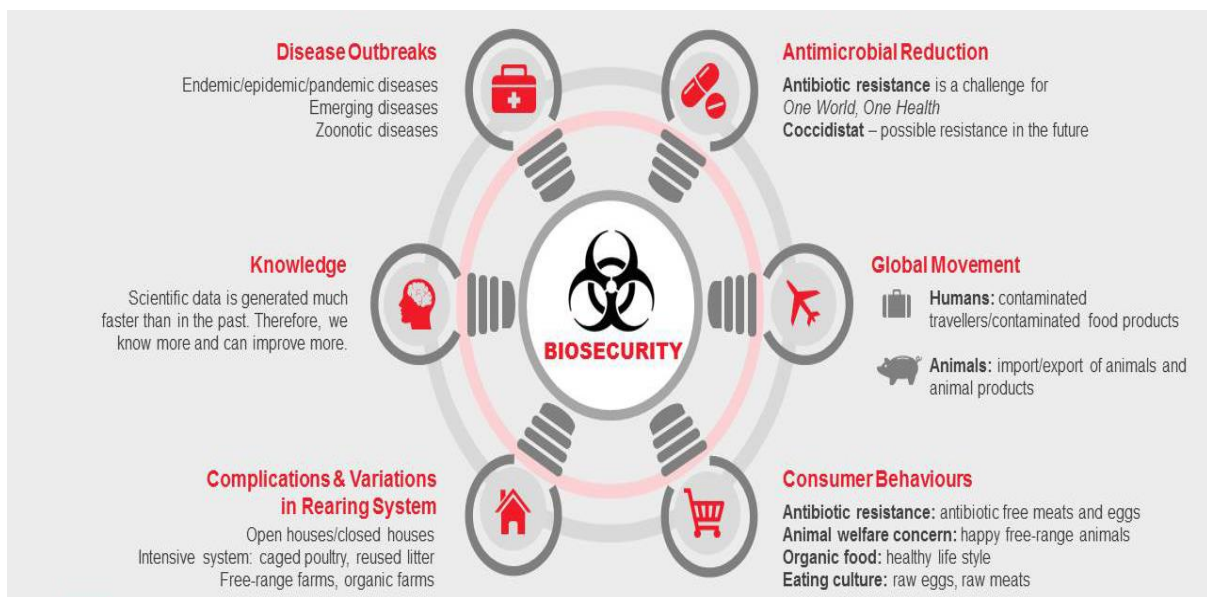 Disease Outbreaks
Endemic/epidemic/pandemic diseases
Emerging diseases
Zoonotic diseases
Antimicrobial Reduction
Antibiotic resistance is a challenge for
One World, One Health
Coccidistat – possible resistance in the future
Knowledge
Scientific data is generated much
faster than in the past. Therefore, we
know more and can improve more.
BIOSECURITY
Global Movement
Humans: contaminated
travellers/contaminated food products
Animals: import/export of animals and
animal products
Complications & Variations
in Rearing System
Open houses/closed houses
Intensive system: caged poultry, reused litter
Free-range farms, organic farms
Consumer Behaviours
Antibiotic resistance: antibiotic free meats and eggs
Animal welfare concern: happy free-range animals
Organic food: healthy life style
Eating culture: raw eggs, raw meats